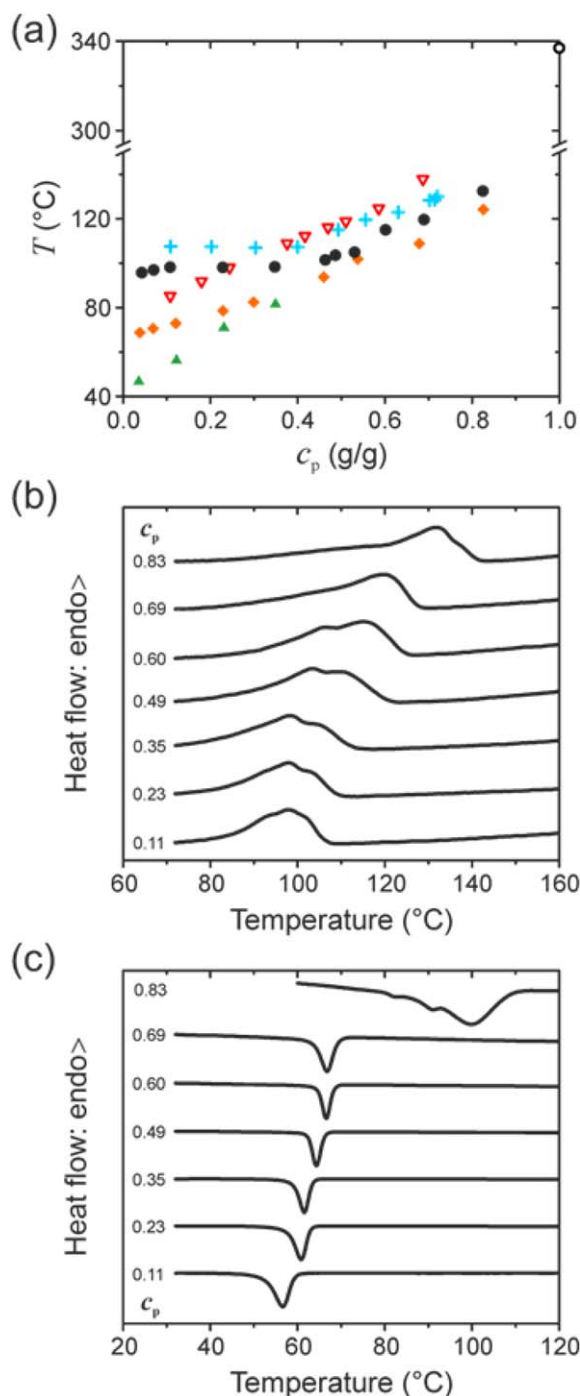 (a)
340
300
120
80
40
T (°C)
0.0 0.2 0.4 0.6 0.8 1.0
cp (g/g)
(b)
cp
0.83
0.69
0.60
0.49
0.35
0.23
0.11
Heat flow: endo>
60 80 100 120 140 160
Temperature (°C)
(c)
0.83
0.69
0.60
0.49
0.35
0.23
0.11
cp
Heat flow: endo>
20 40 60 80 100 120
Temperature (°C)